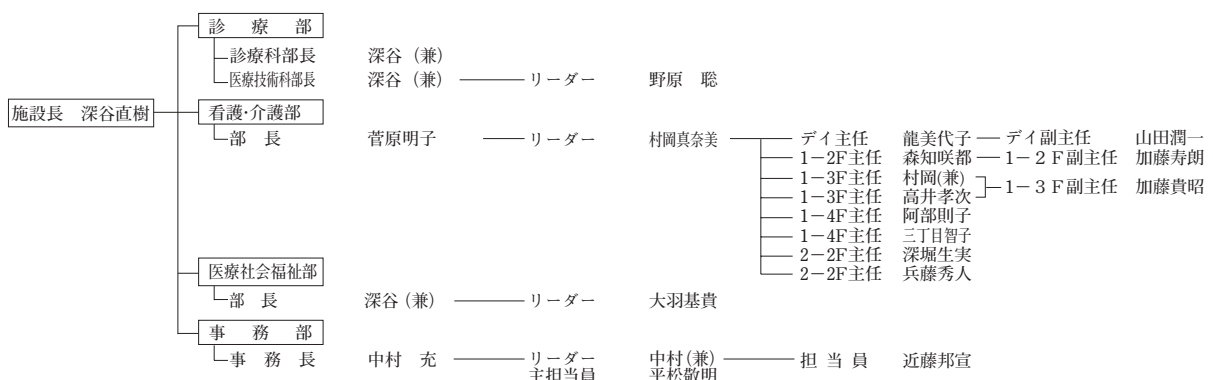 診療部
診療科部長 深谷(兼)
医療技術科部長 深谷(兼) リーダー 野原 聡
施設長 深谷直樹 看護・介護部
部長 菅原明子 リーダー 村岡真奈美 デイ主任 龍美代子 デイ副主任 山田潤一
1−2F主任 森知咲都 1−2F副主任 加藤寿朗
1−3F主任 村岡(兼)
1−3F副主任 加藤貴昭
1−3F主任 高井孝次
1−4F主任 阿部則子
1−4F主任 三丁目智子
2−2F主任 深堀生実
2−2F主任 兵藤秀人
医療社会福祉部
部長 深谷(兼) リーダー 大羽基貴
事務部
事務長 中村 充 リーダー 中村(兼) 担当員 近藤邦宣
主担当員 平松敬明